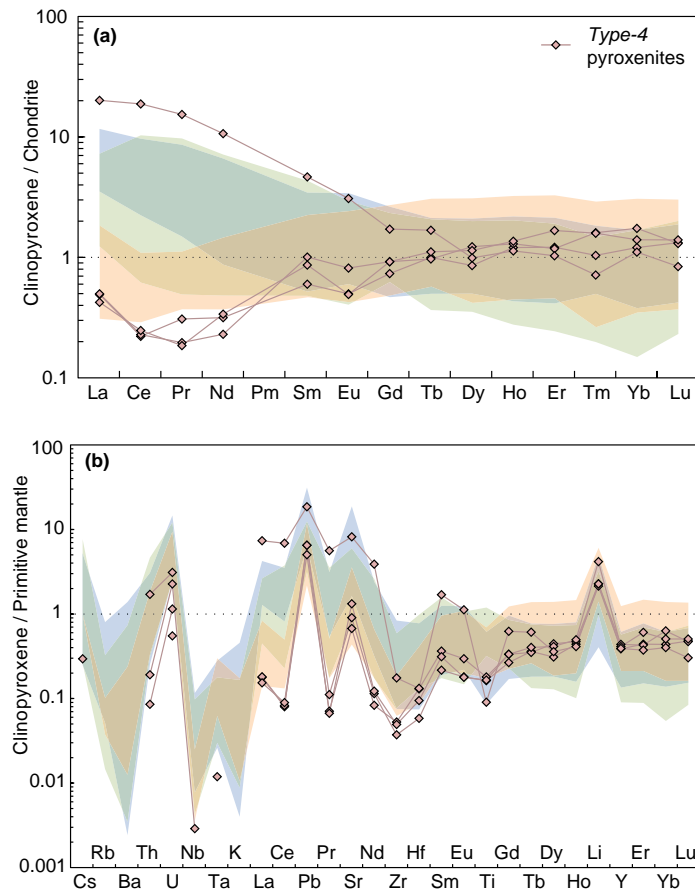 100
(a)
Type-4
pyroxenites
10
1
0.1
Clinopyroxene / Chondrite
La Ce Pr Nd Pm Sm Eu Gd Tb Dy Ho Er Tm Yb Lu
100
(b)
10
1
0.1
0.01
0.001
Clinopyroxene / Primitive mantle
Rb Th Nb K Ce Pr Nd Hf Eu Gd Dy Li Er Lu
Cs Ba U Ta La Pb Sr Zr Sm Ti Tb Ho Y Yb